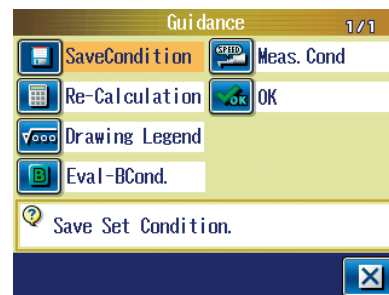 Guidance 1/1
SaveCondition SPEED Meas.Cond
Re-Calculation OK OK
√ooo Drawing Legend
B Eval-BCond.
? Save Set Condition.
X